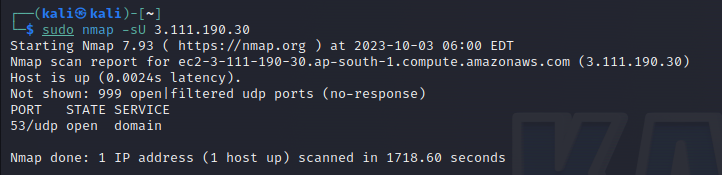 ┌──(kali㉿kali)-[~]
└─$ sudo nmap -sU 3.111.190.30
Starting Nmap 7.93 ( https://nmap.org ) at 2023-10-03 06:00 EDT
Nmap scan report for ec2-3-111-190-30.ap-south-1.compute.amazonaws.com (3.111.190.30)
Host is up (0.0024s latency).
Not shown: 999 open|filtered udp ports (no-response)
PORT   STATE SERVICE
53/udp open  domain
Nmap done: 1 IP address (1 host up) scanned in 1718.60 seconds